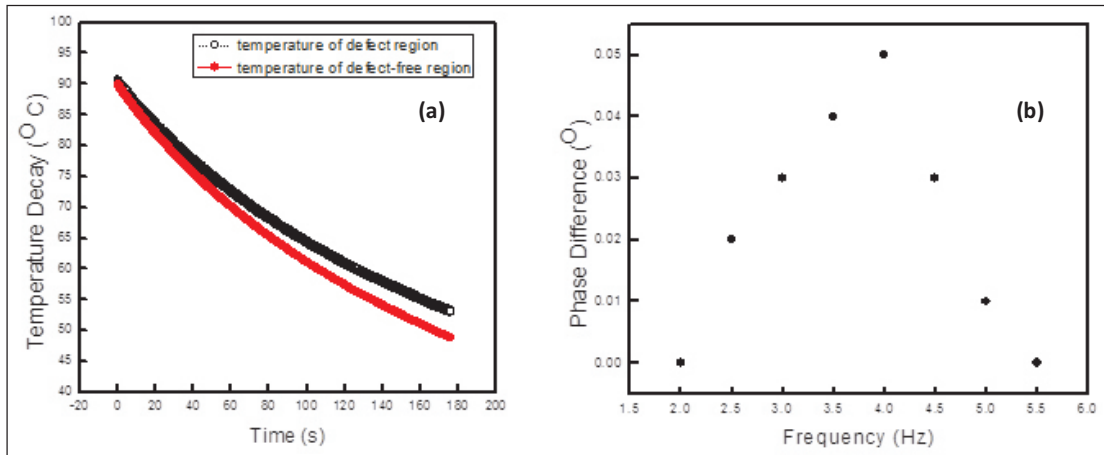 100
95
90
85
80
75
70
65
60
55
50
45
40
-20 0 20 40 60 80 100 120 140 160 180 200
Temperature Decay (O C)
Time (s)
temperature of defect region
temperature of defect-free region
(a)
0.05
0.04
0.03
0.02
0.01
0.00
1.5 2.0 2.5 3.0 3.5 4.0 4.5 5.0 5.5 6.0
Phase Difference (O)
Frequency (Hz)
(b)